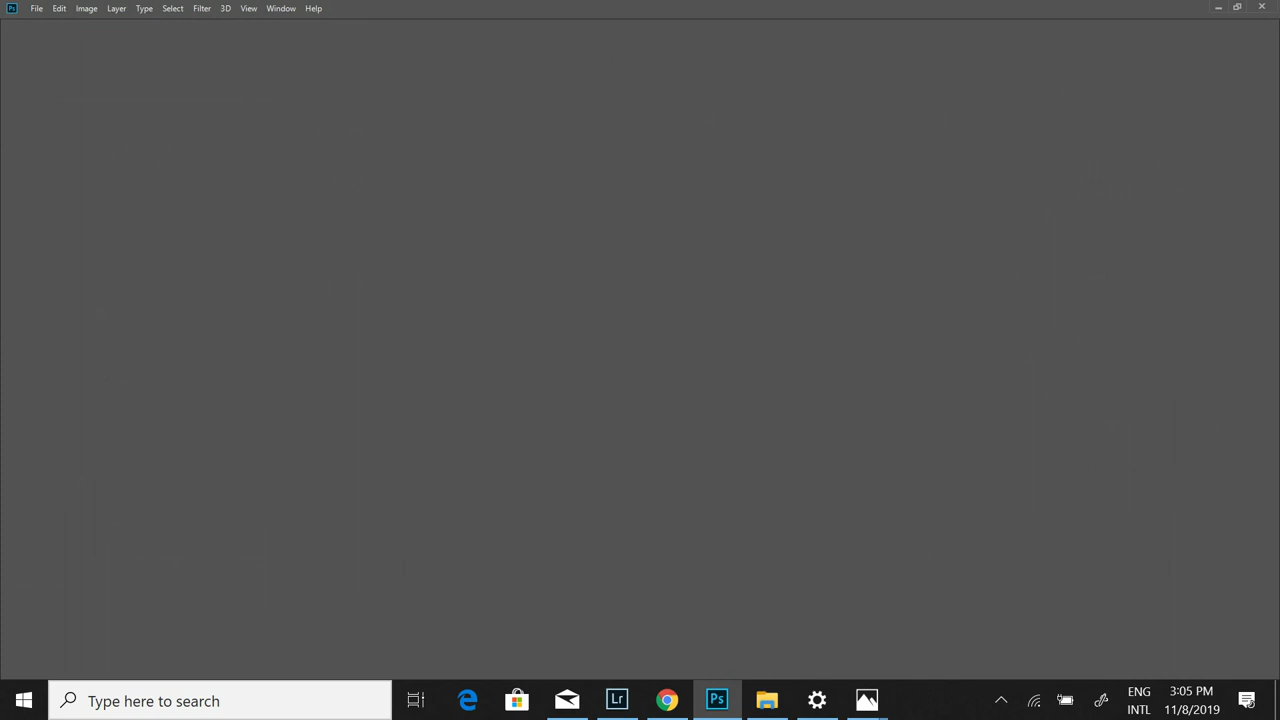 Ps File Edit Image Layer Type Select Filter 3D View Window Help
Type here to search
Lr
Ps
ENG
INTL
3:05 PM
11/8/2019